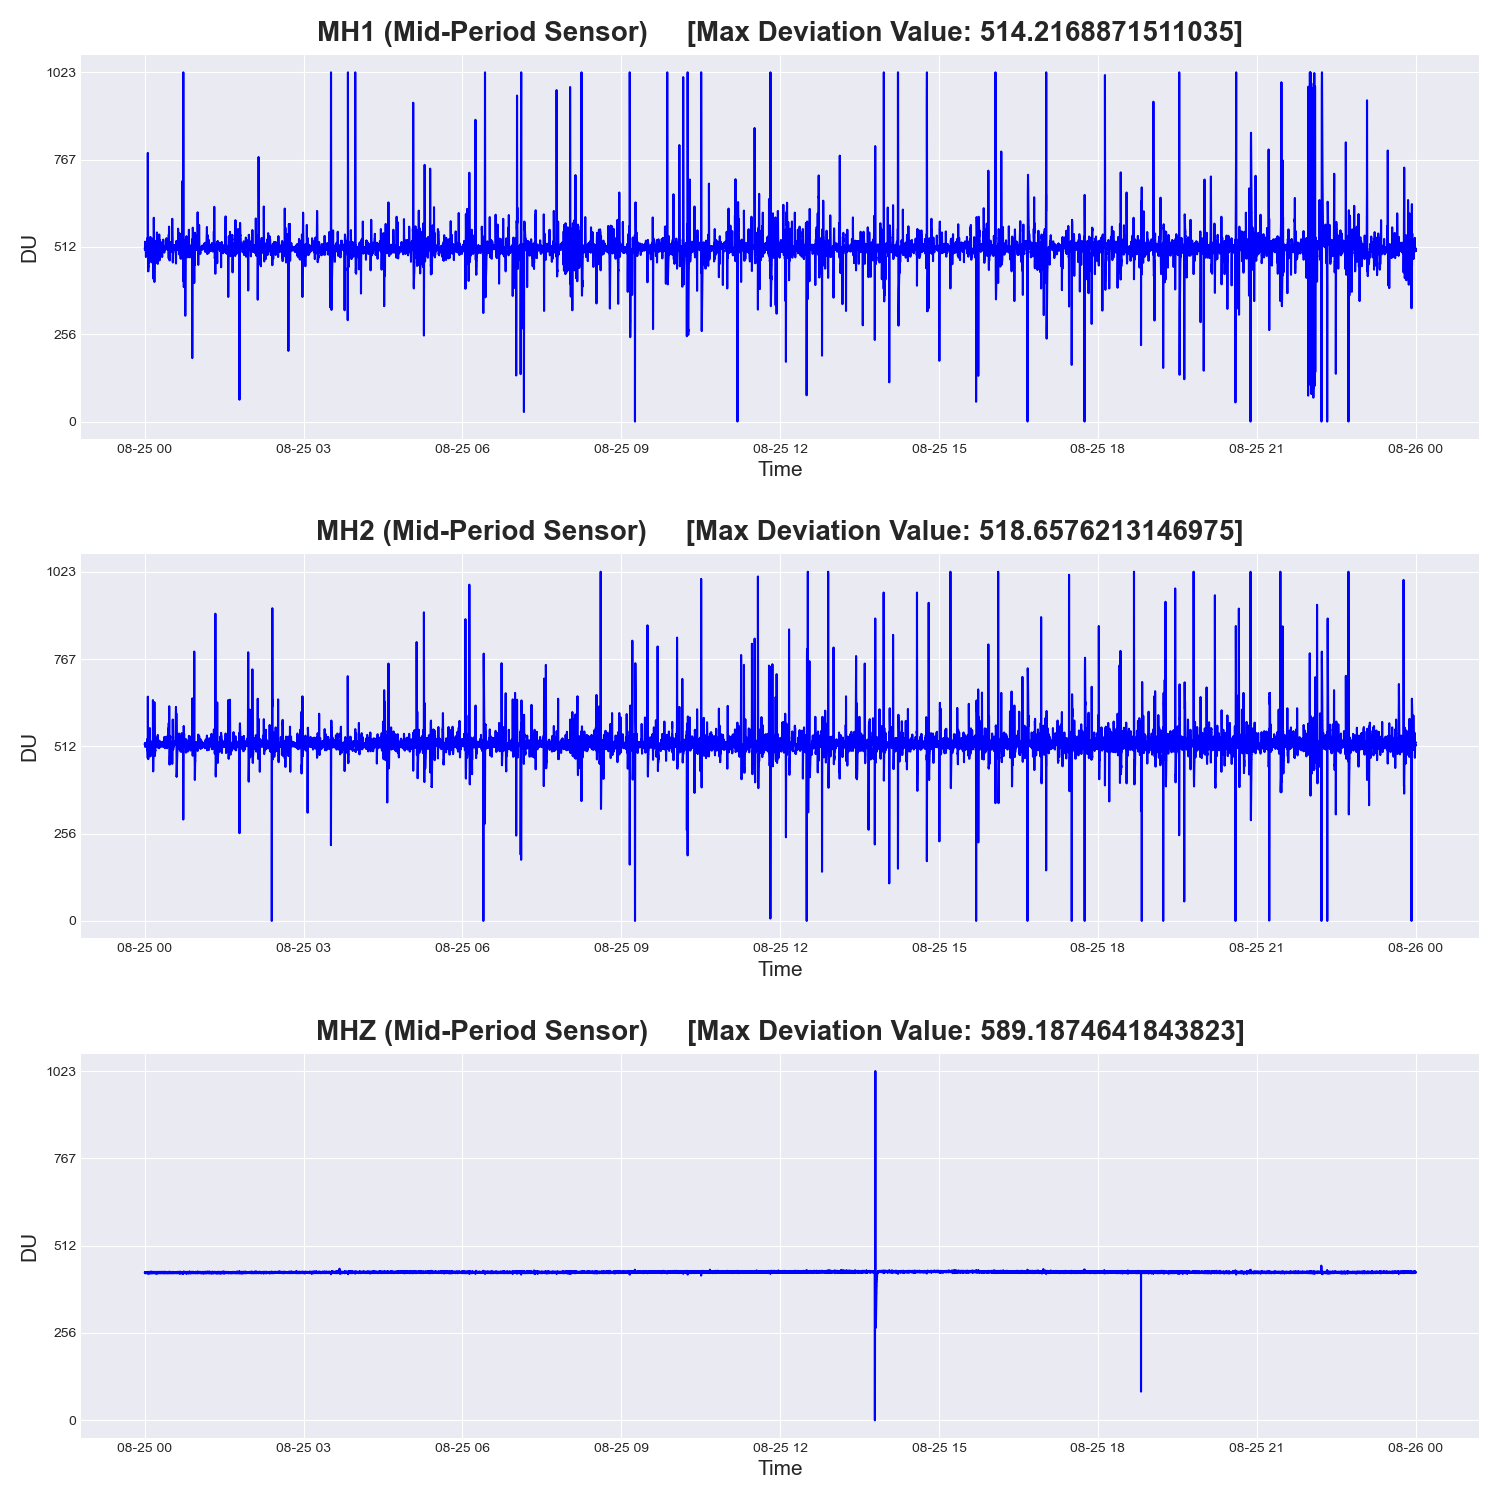 MH1 (Mid-Period Sensor) [Max Deviation Value: 514.2168871511035]
1023
767
512
256
0
DU
08-25 00 08-25 03 08-25 06 08-25 09 08-25 12 08-25 15 08-25 18 08-25 21 08-26 00
Time
MH2 (Mid-Period Sensor) [Max Deviation Value: 518.6576213146975]
1023
767
512
256
0
DU
08-25 00 08-25 03 08-25 06 08-25 09 08-25 12 08-25 15 08-25 18 08-25 21 08-26 00
Time
MHZ (Mid-Period Sensor) [Max Deviation Value: 589.1874641843823]
1023
767
512
256
0
DU
08-25 00 08-25 03 08-25 06 08-25 09 08-25 12 08-25 15 08-25 18 08-25 21 08-26 00
Time